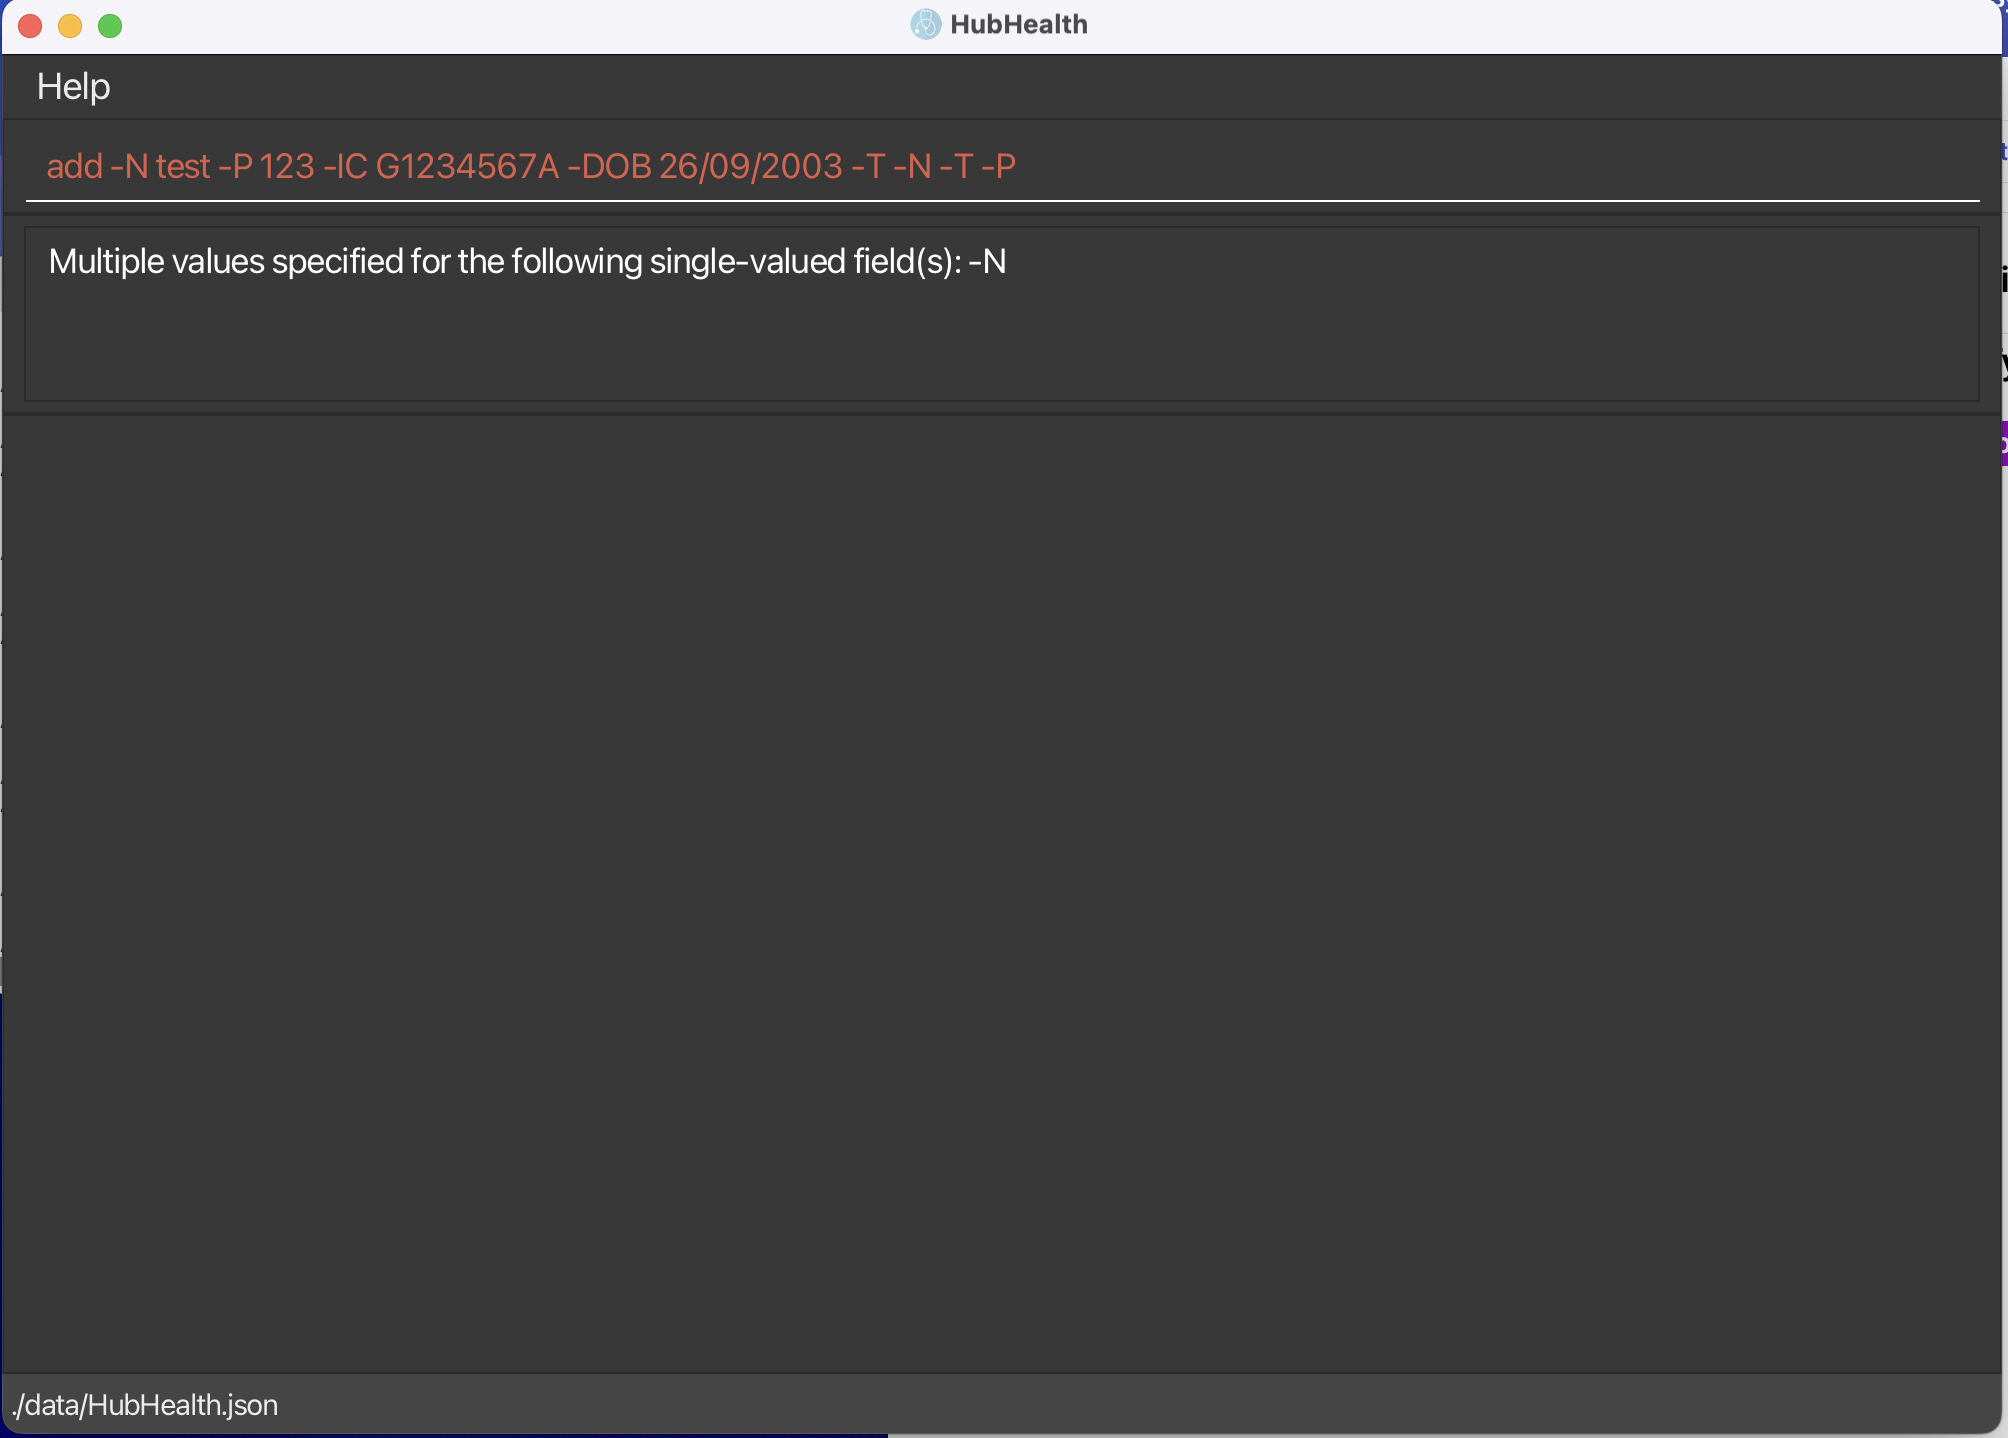 HubHealth
Help
add -N test -P 123 -IC G1234567A -DOB 26/09/2003 -T -N -T -P
Multiple values specified for the following single-valued field(s): -N
./data/HubHealth.json